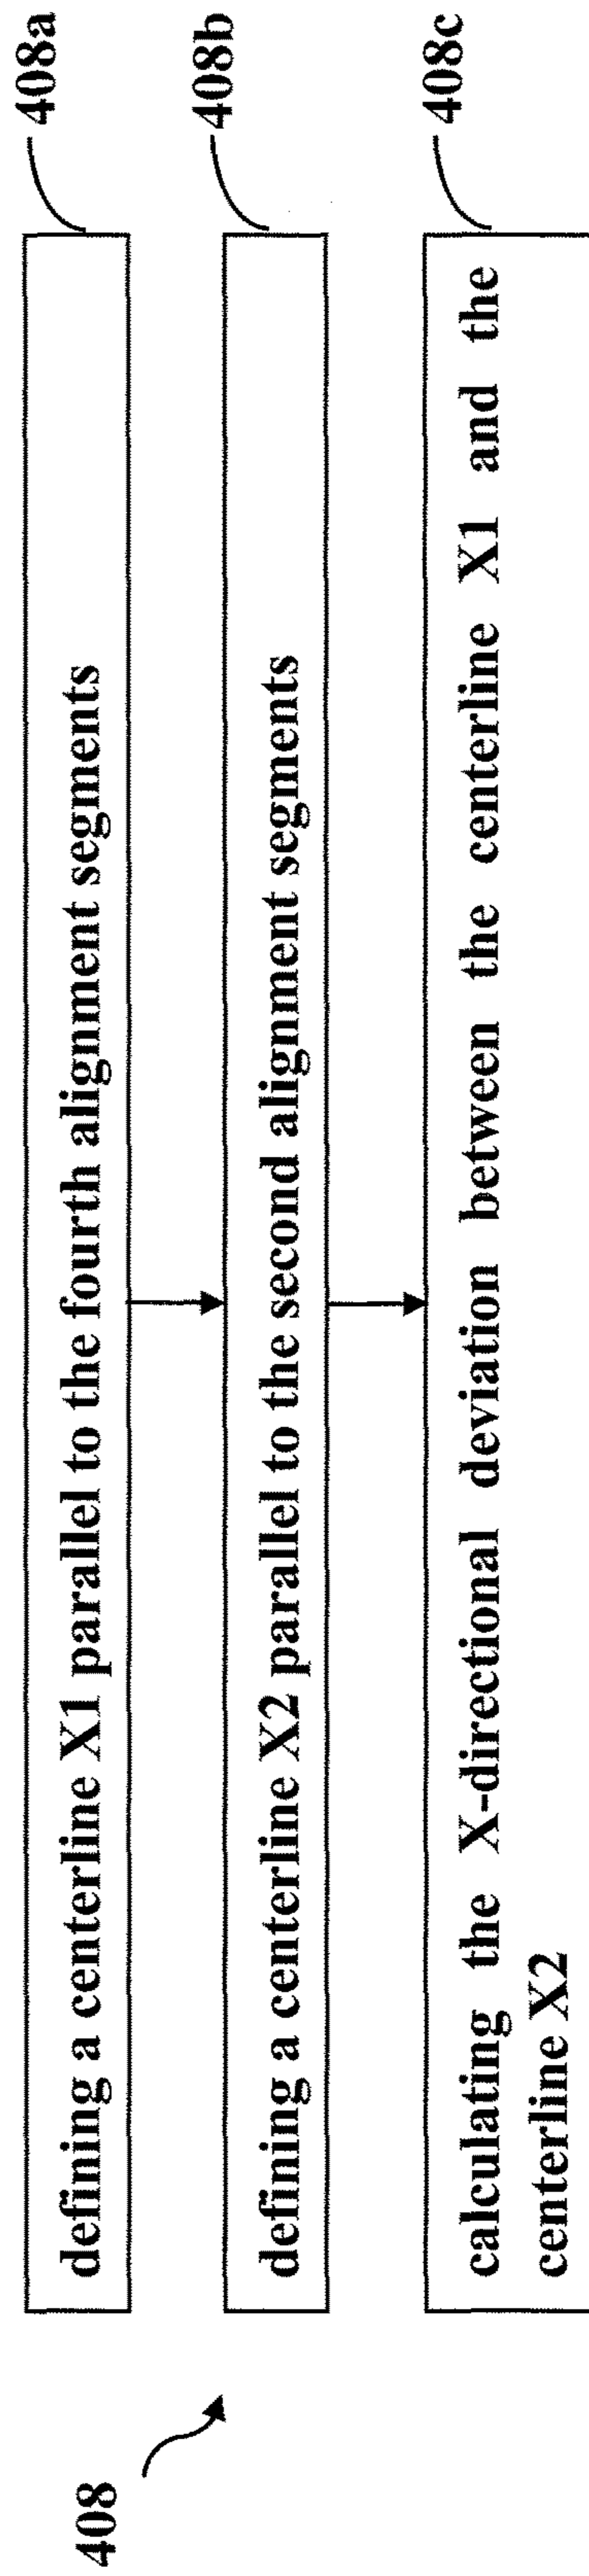 408
defining a centerline X1 parallel to the fourth alignment segments
408a
defining a centerline X2 parallel to the second alignment segments
408b
calculating the X-directional deviation between the centerline X1 and the
centerline X2
408c